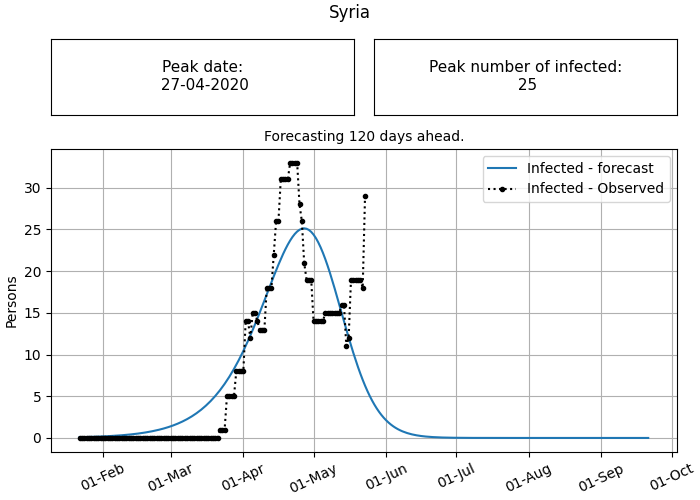 Syria
Peak date:
27-04-2020
Peak number of infected:
25
Forecasting 120 days ahead.
Infected - forecast
Infected - Observed
Persons
30
25
20
15
10
5
0
01-Feb
01-Mar
01-Apr
01-May
01-Jun
01-Jul
01-Aug
01-Sep
01-Oct